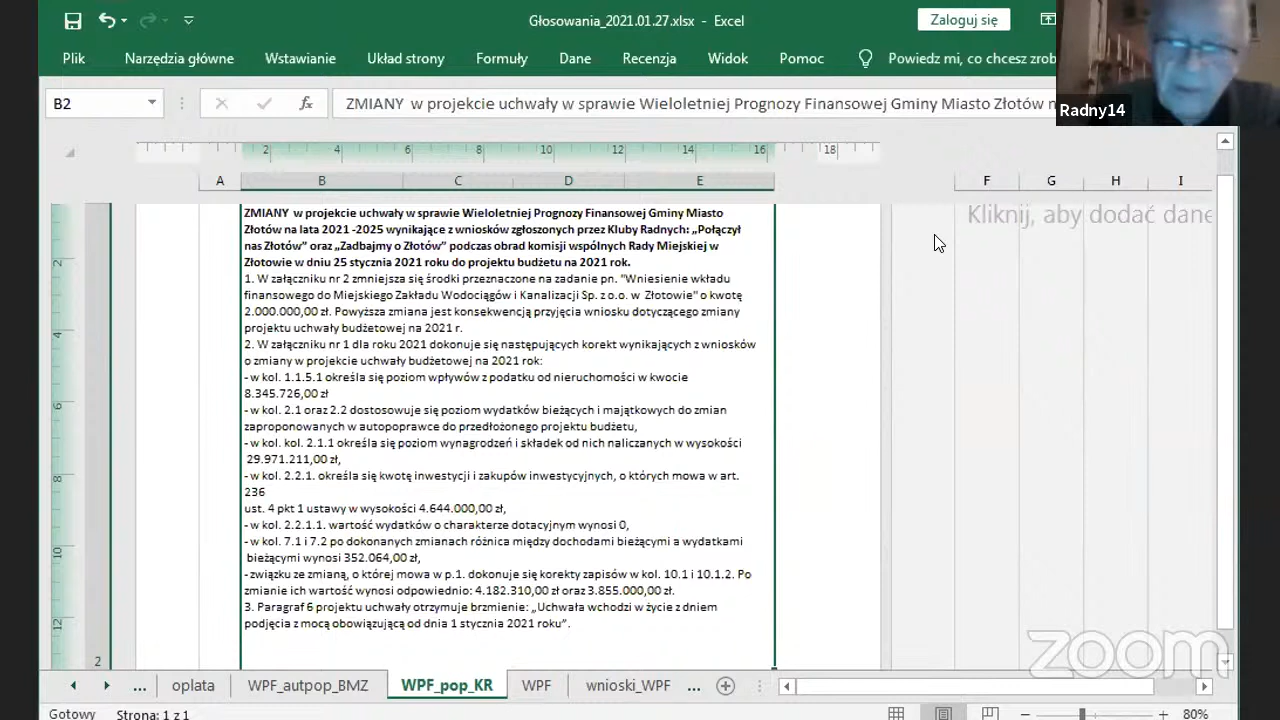 Głosowania_2021.01.27.xlsx - Excel
Zaloguj się
Plik Narzędzia główne Wstawianie Układ strony Formuły Dane Recenzja Widok Pomoc Powiedz mi, co chcesz zrob
Radny14
B2 fx ZMIANY w projekcie uchwały w sprawie Wieloletniej Prognozy Finansowej Gminy Miasto Złotów n
2 4 6 8 10 12 14 16 18
A B C D E F G H I
Kliknij, aby dodać dane
ZMIANY w projekcie uchwały w sprawie Wieloletniej Prognozy Finansowej Gminy Miasto
Złotów na lata 2021 -2025 wynikające z wniosków zgłoszonych przez Kluby Radnych: „Połączył
nas Złotów” oraz „Zadbajmy o Złotów” podczas obrad komisji wspólnych Rady Miejskiej w
Złotowie w dniu 25 stycznia 2021 roku do projektu budżetu na 2021 rok.
1. W załączniku nr 2 zmniejsza się środki przeznaczone na zadanie pn. "Wniesienie wkładu
finansowego do Miejskiego Zakładu Wodociągów i Kanalizacji Sp. z o.o. w Złotowie" o kwotę
2.000.000,00 zł. Powyższa zmiana jest konsekwencją przyjęcia wniosku dotyczącego zmiany
projektu uchwały budżetowej na 2021 r.
2. W załączniku nr 1 dla roku 2021 dokonuje się następujących korekt wynikających z wniosków
o zmiany w projekcie uchwały budżetowej na 2021 rok:
- w kol. 1.1.5.1 określa się poziom wpływów z podatku od nieruchomości w kwocie
8.345.726,00 zł
- w kol. 2.1 oraz 2.2 dostosowuje się poziom wydatków bieżących i majątkowych do zmian
zaproponowanych w autopoprawce do przedłożonego projektu budżetu,
- w kol. kol. 2.1.1 określa się poziom wynagrodzeń i składek od nich naliczanych w wysokości
29.971.211,00 zł,
- w kol. 2.2.1. określa się kwotę inwestycji i zakupów inwestycyjnych, o których mowa w art.
236
ust. 4 pkt 1 ustawy w wysokości 4.644.000,00 zł,
- w kol. 2.2.1.1. wartość wydatków o charakterze dotacyjnym wynosi 0,
- w kol. 7.1 i 7.2 po dokonanych zmianach różnica między dochodami bieżącymi a wydatkami
bieżącymi wynosi 352.064,00 zł,
- związku ze zmianą, o której mowa w p.1. dokonuje się korekty zapisów w kol. 10.1 i 10.1.2. Po
zmianie ich wartość wynosi odpowiednio: 4.182.310,00 zł oraz 3.855.000,00 zł.
3. Paragraf 6 projektu uchwały otrzymuje brzmienie: „Uchwała wchodzi w życie z dniem
podjęcia z mocą obowiązującą od dnia 1 stycznia 2021 roku”.
2 4 6 8 10 12
2
zoom
... oplata WPF_autpop_BMZ WPF_pop_KR WPF wnioski_WPF ...
Gotowy Strona: 1 z 1 80%